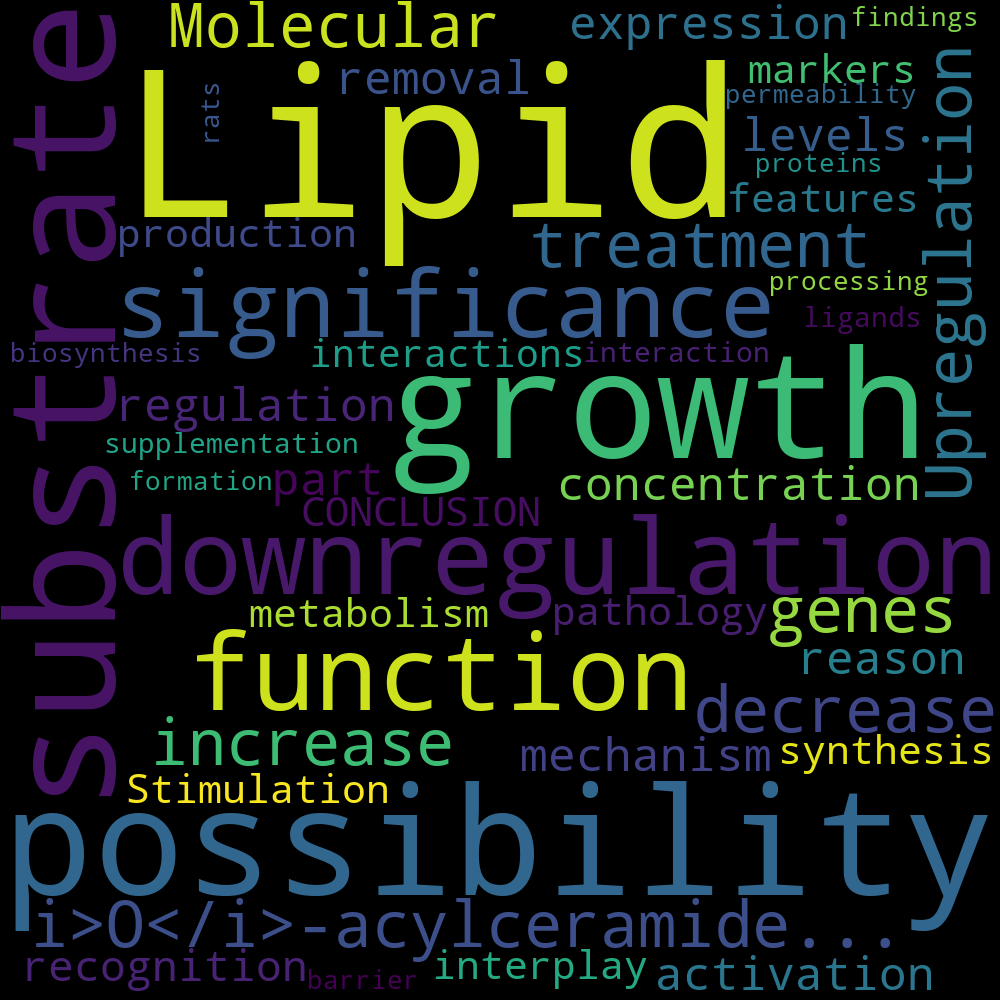 Molecular
expression
findings
substrate
Lipid
removal
markers
rats
permeability
Upregulation
levels
proteins
features
production
treatment
significance
processing
ligands
biosynthesis
interactions
interaction
growth
regulation
supplementation
formation
part
concentration
CONCLUSION
downregulation
metabolism
pathology
genes
function
reason
decrease
increase
mechanism
synthesis
Stimulation
possibility
i>O</i>-acylceramide...
recognition
barrier
interplay
activation